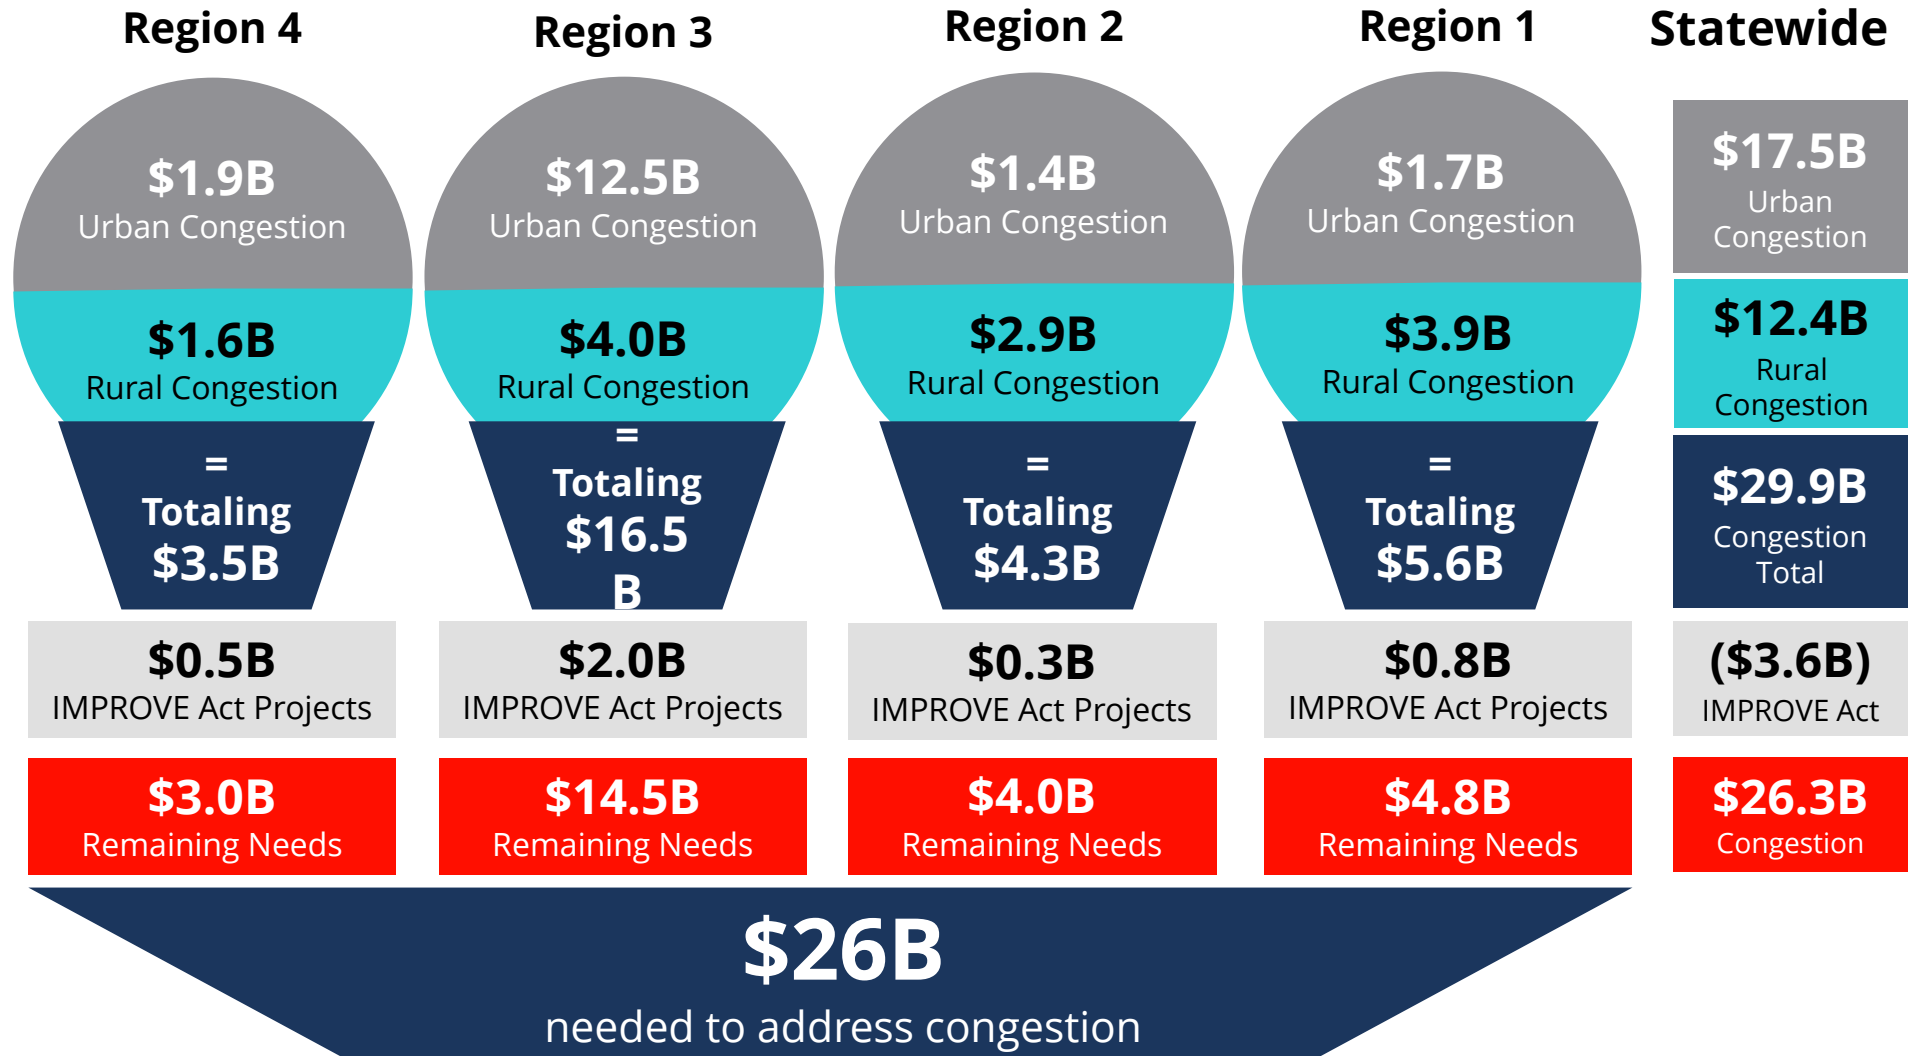 Region 4
$1.9B
Urban Congestion
$1.6B
Rural Congestion
=
Totaling
$3.5B
$0.5B
IMPROVE Act Projects
$3.0B
Remaining Needs
Region 3
$12.5B
Urban Congestion
$4.0B
Rural Congestion
=
Totaling
$16.5
B
$2.0B
IMPROVE Act Projects
$14.5B
Remaining Needs
Region 2
$1.4B
Urban Congestion
$2.9B
Rural Congestion
=
Totaling
$4.3B
$0.3B
IMPROVE Act Projects
$4.0B
Remaining Needs
Region 1
$1.7B
Urban Congestion
$3.9B
Rural Congestion
=
Totaling
$5.6B
$0.8B
IMPROVE Act Projects
$4.8B
Remaining Needs
Statewide
$17.5B
Urban
Congestion
$12.4B
Rural
Congestion
$29.9B
Congestion
Total
($3.6B)
IMPROVE Act
$26.3B
Congestion
$26B
needed to address congestion